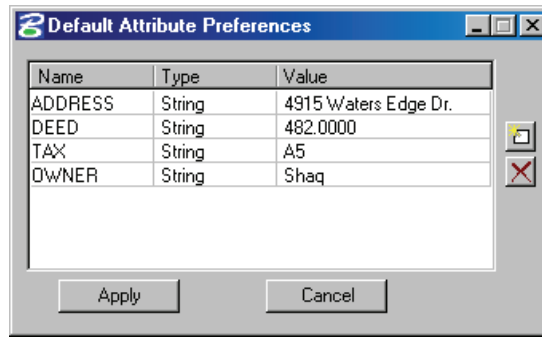 Default Attribute Preferences
Name Type Value
ADDRESS String 4915 Waters Edge Dr.
DEED String 482.0000
TAX String A5
OWNER String Shaq
Apply Cancel